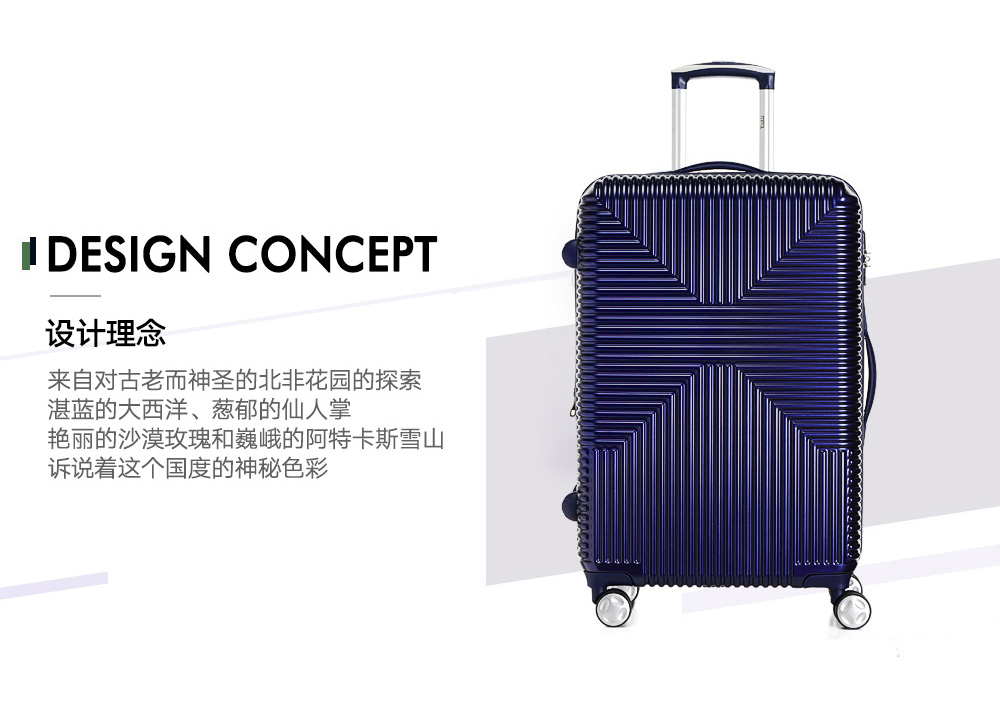 DESIGN CONCEPT
设计理念
来自对古老而神圣的北非花园的探索
湛蓝的大西洋、葱郁的仙人掌
艳丽的沙漠玫瑰和巍峨的阿特卡斯雪山
诉说着这个国度的神秘色彩